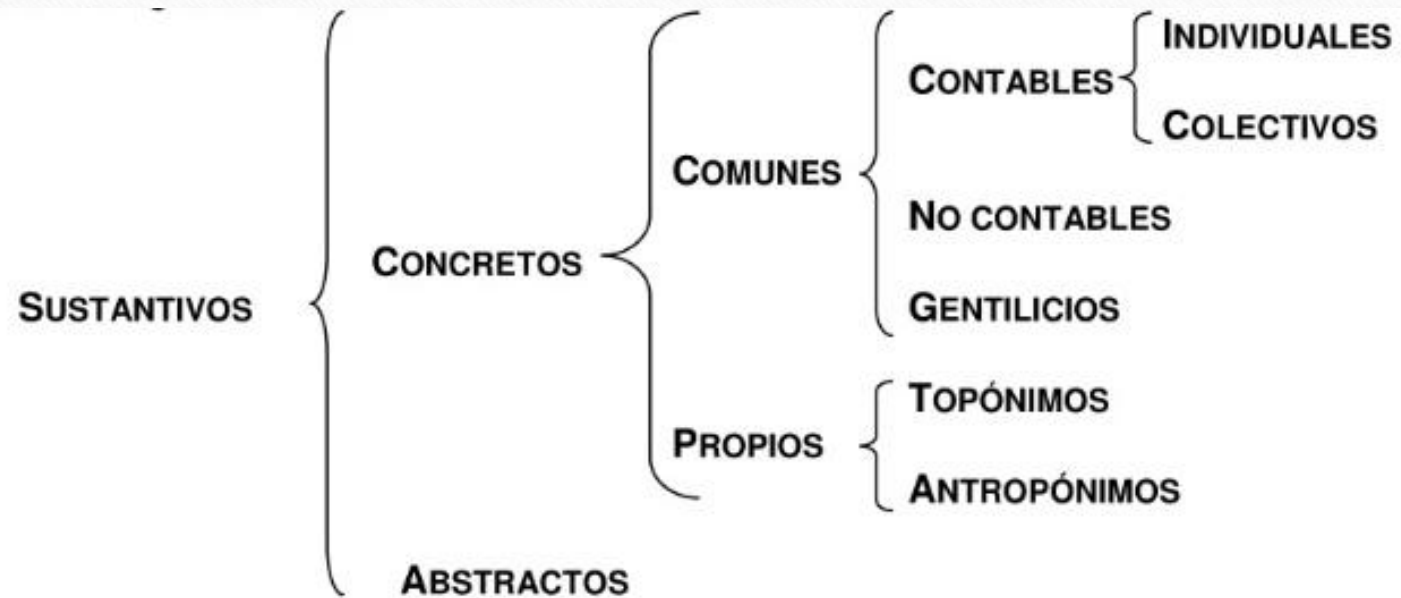 SUSTANTIVOS
CONCRETOS
COMUNES
CONTABLES
INDIVIDUALES
COLECTIVOS
NO CONTABLES
GENTILICIOS
PROPIOS
TOPÓNIMOS
ANTROPÓNIMOS
ABSTRACTOS